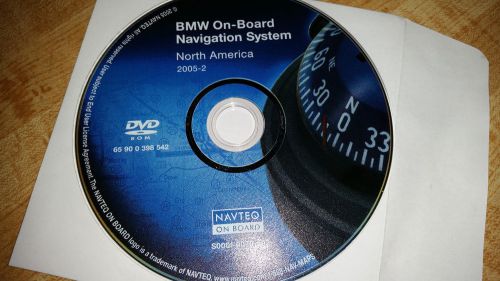 BMW On-Board
Navigation System
North America
2005-2
DVD
ROM
65 90 0 398 542
NAVTEQ
ON BOARD
NE
60
30
N
0
33
© 2005 NAVTEQ. All rights reserved. Use subject to End User License Agreement. The NAVTEQ ON BOARD logo is a trademark of NAVTEQ.